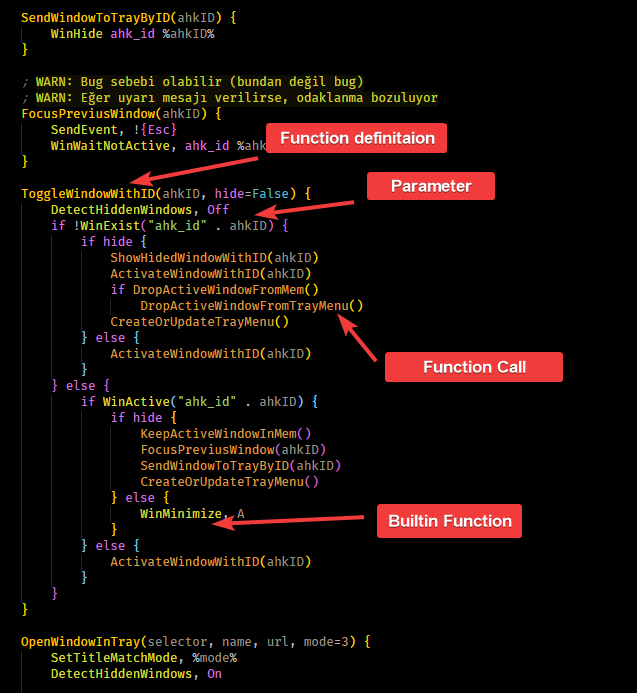 SendWindowToTrayByID(ahkID) {
WinHide ahk_id %ahkID%
}
; WARN: Bug sebebi olabilir (bundan değil bug)
; WARN: Eğer uyarı mesajı verilirse, odaklanma bozuluyor
FocusPreviusWindow(ahkID) {
SendEvent, !{Esc}
WinWaitNotActive, ahk_id %ahk
Function definitaion
}
Parameter
ToggleWindowWithID(ahkID, hide=False) {
DetectHiddenWindows, Off
if !WinExist("ahk_id" . ahkID) {
if hide {
ShowHidedWindowWithID(ahkID)
ActivateWindowWithID(ahkID)
if DropActiveWindowFromMem()
DropActiveWindowFromTrayMenu()
CreateOrUpdateTrayMenu()
} else {
ActivateWindowWithID(ahkID)
Function Call
}
} else {
if WinActive("ahk_id" . ahkID) {
if hide {
KeepActiveWindowInMem()
FocusPreviusWindow(ahkID)
SendWindowToTrayByID(ahkID)
CreateOrUpdateTrayMenu()
} else {
WinMinimize, A
Builtin Function
}
} else {
ActivateWindowWithID(ahkID)
}
}
}
OpenWindowInTray(selector, name, url, mode=3) {
SetTitleMatchMode, %mode%
DetectHiddenWindows, On